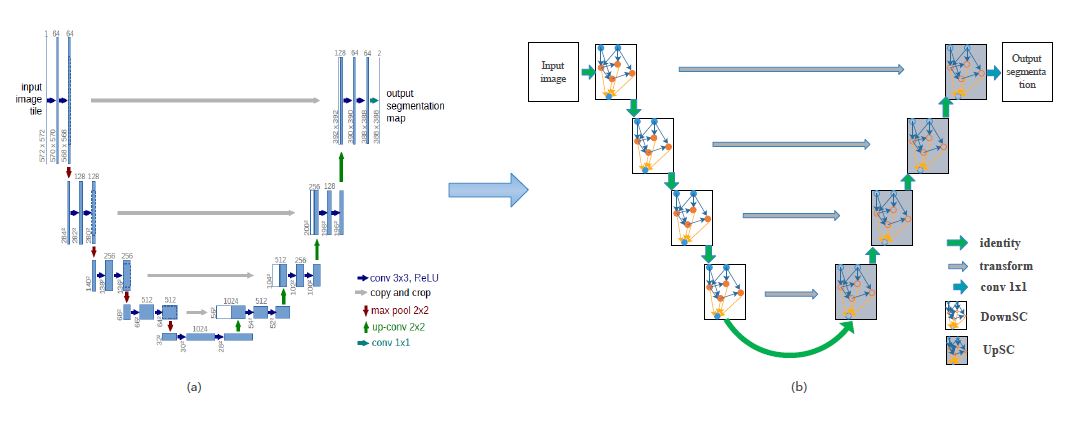 1 64 64
input
image
tile
572 x 572
570 x 570
568 x 568
128 64 64 2
output
segmentation
map
392 x 392
390 x 390
388 x 388
388 x 388
128 128
284²
282²
280²
256 128
200²
198²
196²
256 256
140²
138²
136²
512 256
104²
102²
100²
512 512
68²
66²
64²
1024 512
56²
54²
52²
1024
32²
30²
28²
conv 3x3, ReLU
copy and crop
max pool 2x2
up-conv 2x2
conv 1x1
(a)
Input
image
Output
segmenta
tion
identity
transform
conv 1x1
DownSC
UpSC
(b)